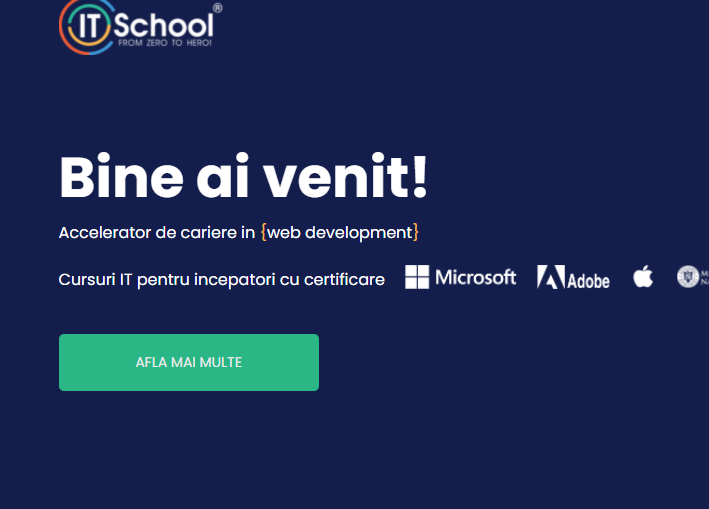 IT School®
FROM ZERO TO HERO!
Bine ai venit!
Accelerator de cariere in {web development}
Cursuri IT pentru incepatori cu certificare Microsoft Adobe
AFLA MAI MULTE